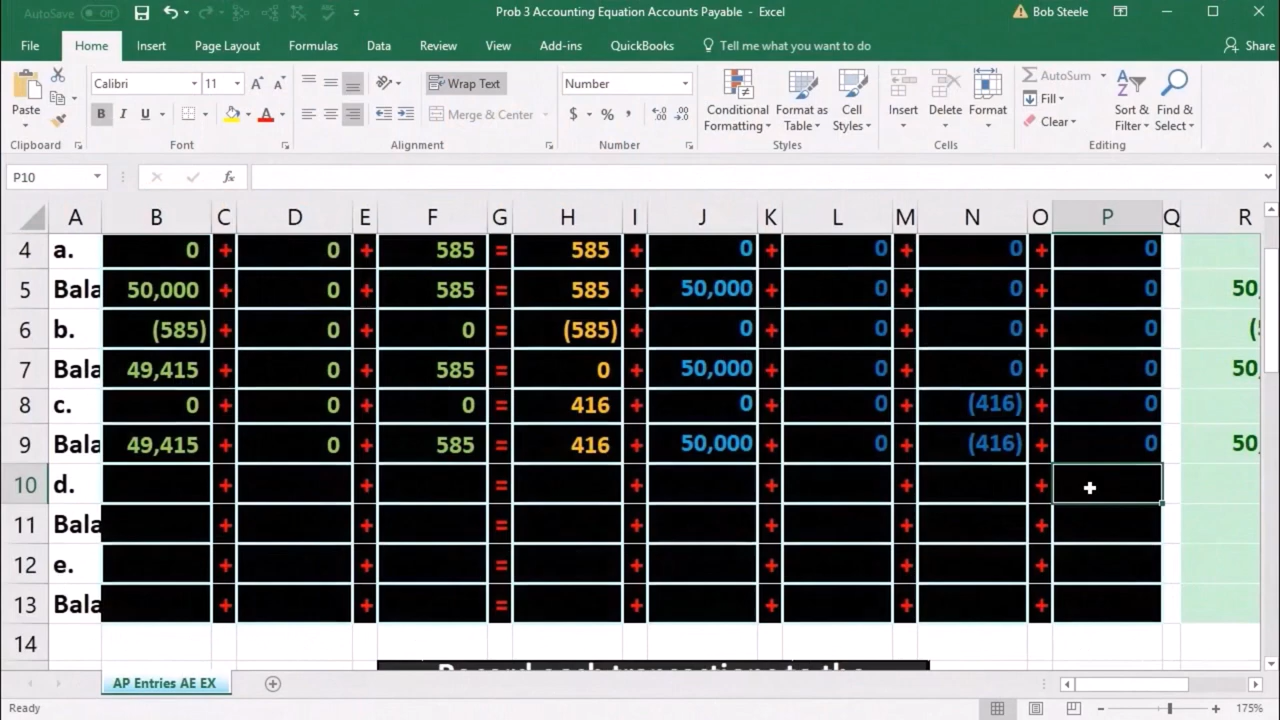 AutoSave Off Prob 3 Accounting Equation Accounts Payable - Excel Bob Steele
File Home Insert Page Layout Formulas Data Review View Add-ins QuickBooks Tell me what you want to do Share
Paste Calibri 11 Wrap Text Number AutoSum
B I U Merge & Center $ % Conditional Formatting Format as Table Cell Styles Insert Delete Format Fill Sort & Filter Find & Select
Clear
Clipboard Font Alignment Number Styles Cells Editing
P10 fx
A B C D E F G H I J K L M N O P Q R
4 a. 0 + 0 + 585 = 585 + 0 + 0 + 0 + 0
5 Bala 50,000 + 0 + 585 = 585 + 50,000 + 0 + 0 + 0 50,
6 b. (585) + 0 + 0 = (585) + 0 + 0 + 0 + 0
7 Bala 49,415 + 0 + 585 = 0 + 50,000 + 0 + 0 + 0 50,
8 c. 0 + 0 + 0 = 416 + 0 + 0 + (416) + 0
9 Bala 49,415 + 0 + 585 = 416 + 50,000 + 0 + (416) + 0 50,
10 d. + + = + + + +
11 Bala + + = + + + +
12 e. + + = + + + +
13 Bala + + = + + + +
14
Record each transactions to the
AP Entries AE EX
Ready 175%